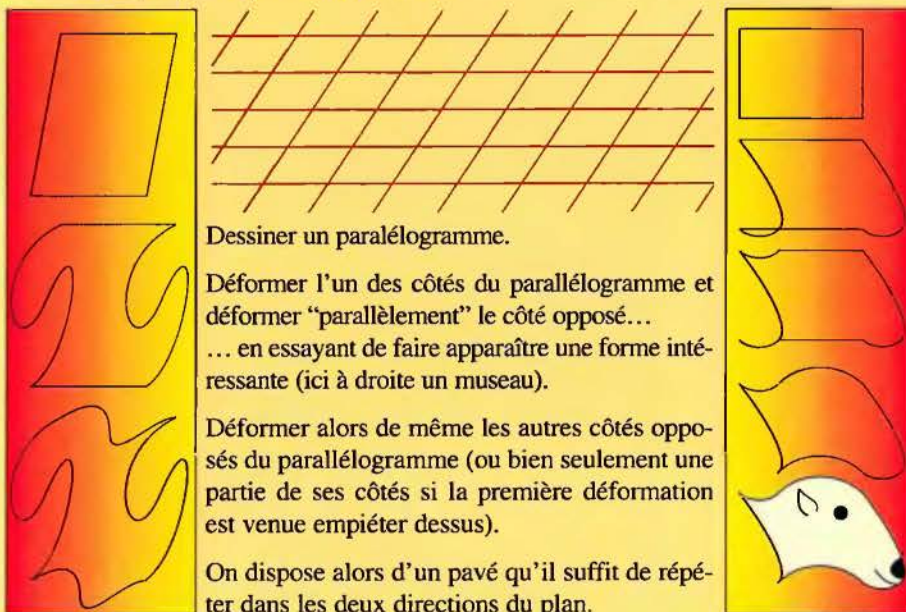 Dessiner un paralélogramme.
Déformer l'un des côtés du parallélogramme et
déformer “parallèlement” le côté opposé...
... en essayant de faire apparaître une forme inté-
ressante (ici à droite un museau).
Déformer alors de même les autres côtés oppo-
sés du parallélogramme (ou bien seulement une
partie de ses côtés si la première déformation
est venue empiéter dessus).
On dispose alors d'un pavé qu'il suffit de répé-
ter dans les deux directions du plan.